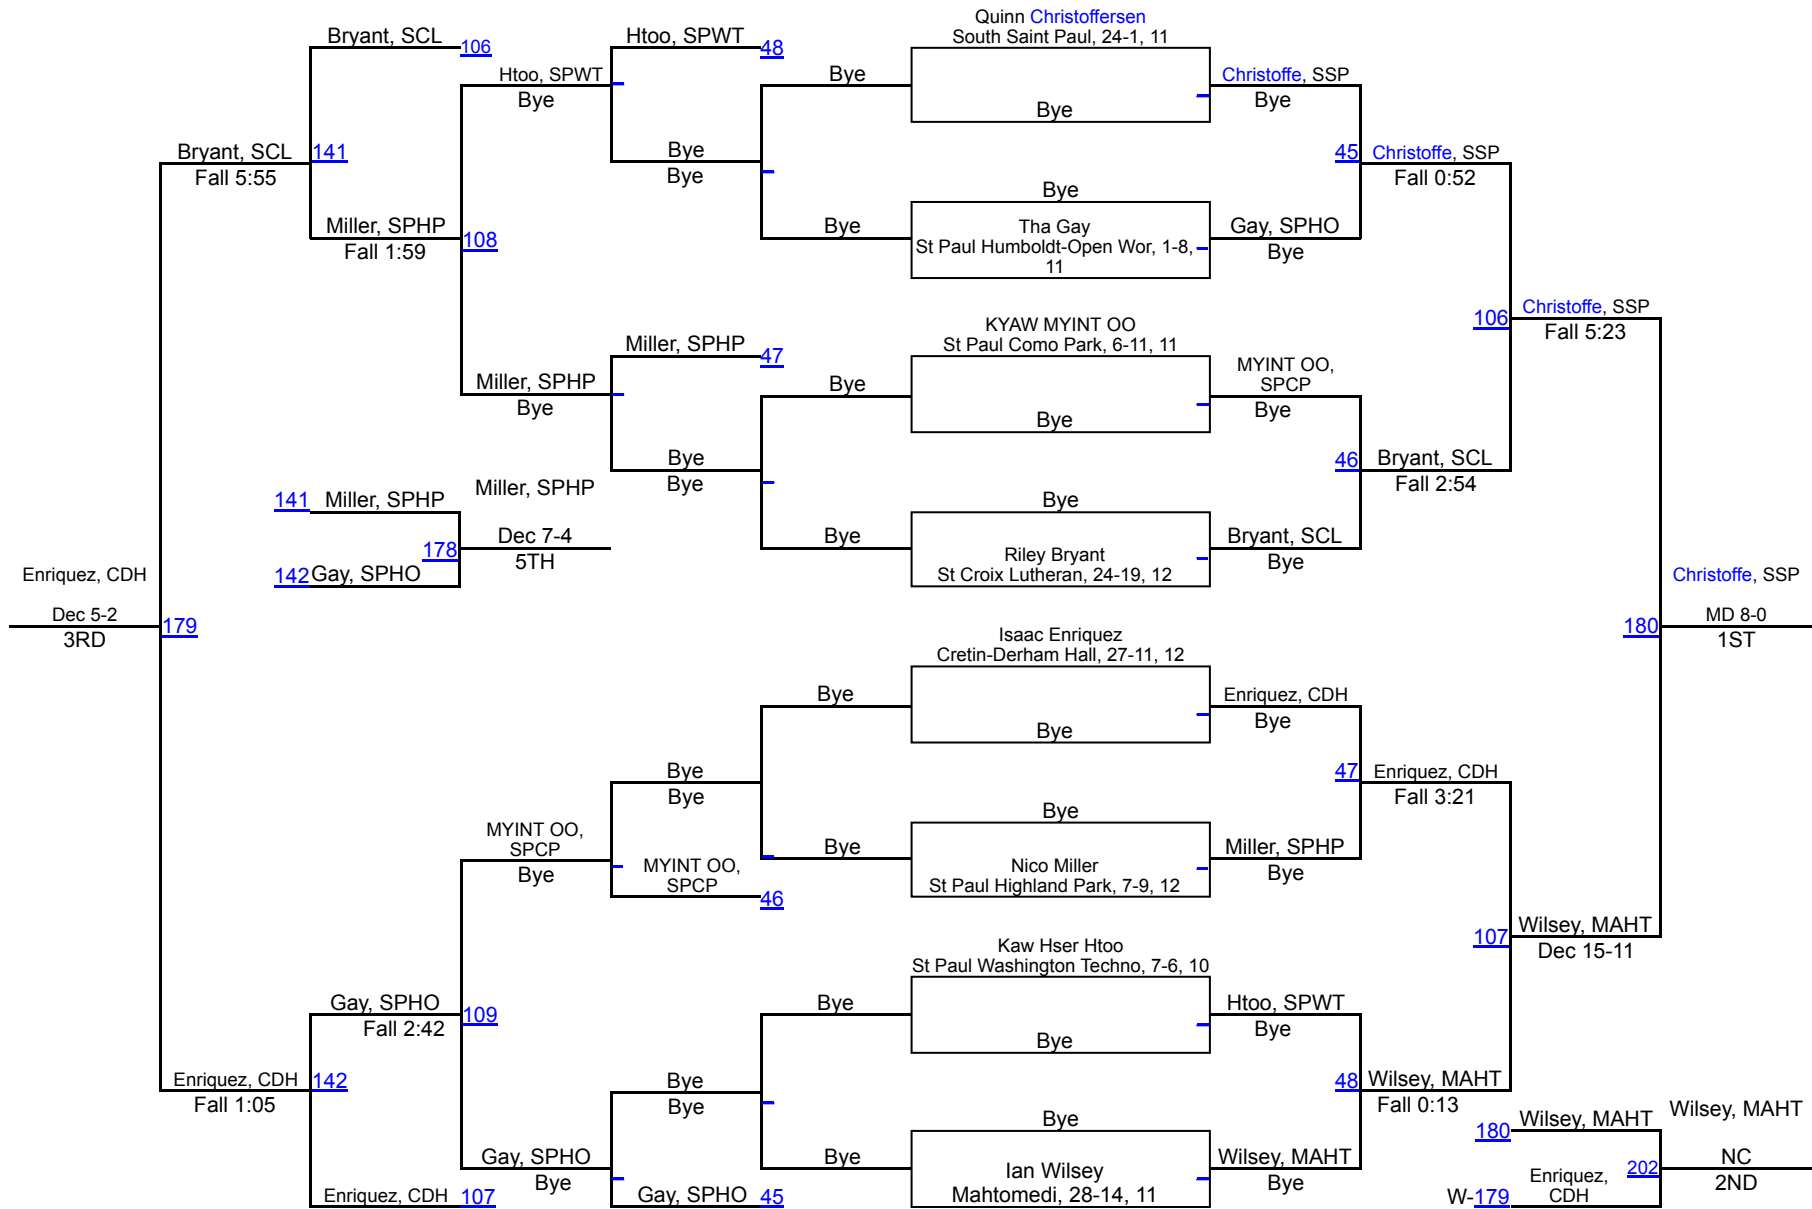 Quinn Christoffersen
South Saint Paul, 24-1, 11
Bryant, SCL
106
Htoo, SPWT
48
Htoo, SPWT
Bye
Bye
Bye
Christoffe, SSP
Bye
Bryant, SCL
141
Fall 5:55
Bye
Bye
45
Christoffe, SSP
Fall 0:52
Bye
Miller, SPHP
Fall 1:59
108
Bye
Tha Gay
St Paul Humboldt-Open Wor, 1-8,
11
Gay, SPHO
Bye
106
Christoffe, SSP
Fall 5:23
KYAW MYINT OO
St Paul Como Park, 6-11, 11
Miller, SPHP
47
Miller, SPHP
Bye
Bye
Bye
MYINT OO,
SPCP
Bye
Bye
Bye
46
Bryant, SCL
Fall 2:54
141
Miller, SPHP
Miller, SPHP
178
Dec 7-4
5TH
142
Gay, SPHO
Bye
Bye
Riley Bryant
St Croix Lutheran, 24-19, 12
Bryant, SCL
Bye
Enriquez, CDH
Dec 5-2
3RD
179
Christoffe, SSP
180
MD 8-0
1ST
Isaac Enriquez
Cretin-Derham Hall, 27-11, 12
Bye
Bye
Enriquez, CDH
Bye
Bye
Bye
47
Enriquez, CDH
Fall 3:21
MYINT OO,
SPCP
Bye
MYINT OO,
SPCP
46
Bye
Bye
Nico Miller
St Paul Highland Park, 7-9, 12
Miller, SPHP
Bye
107
Wilsey, MAHT
Dec 15-11
Kaw Hser Htoo
St Paul Washington Techno, 7-6, 10
Gay, SPHO
Fall 2:42
109
Bye
Bye
Htoo, SPWT
Bye
Enriquez, CDH
142
Fall 1:05
Bye
Bye
48
Wilsey, MAHT
Fall 0:13
Bye
Gay, SPHO
Bye
Bye
Ian Wilsey
Mahtomedi, 28-14, 11
Wilsey, MAHT
Bye
Enriquez, CDH
107
Gay, SPHO
45
180
Wilsey, MAHT
Wilsey, MAHT
202
NC
2ND
W-179
Enriquez,
CDH